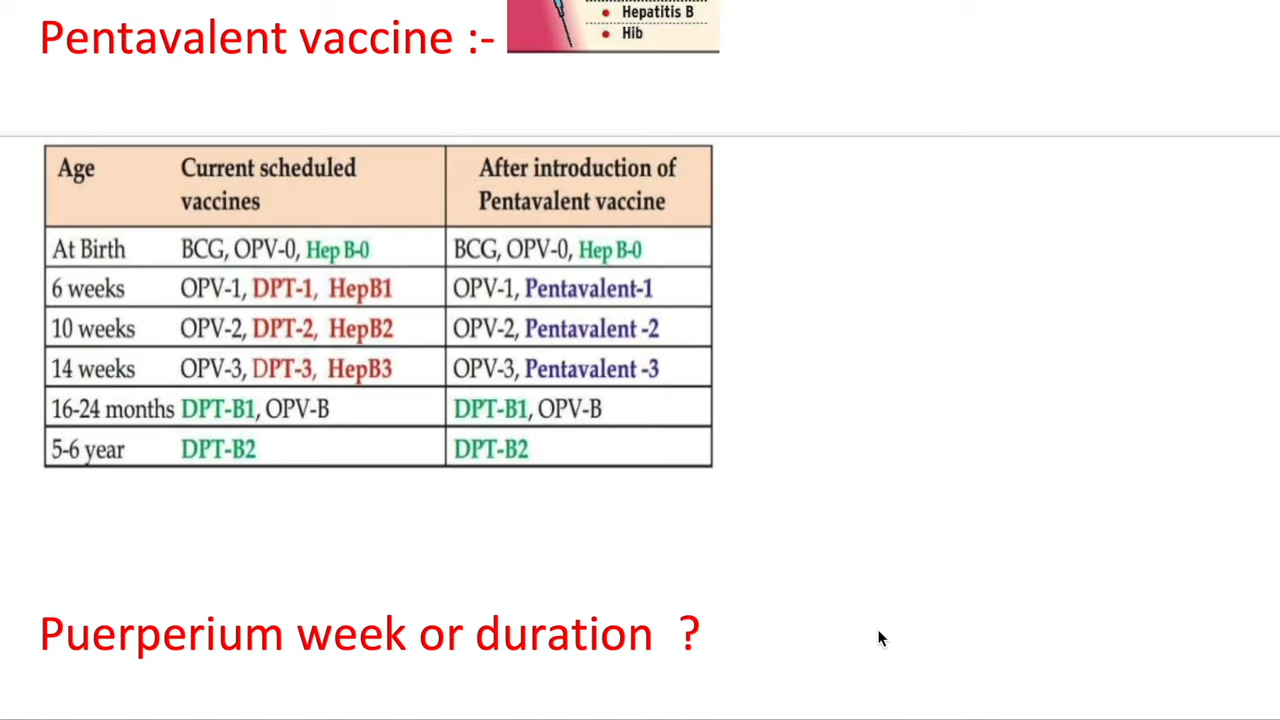 Pentavalent vaccine :-
• Hepatitis B
• Hib
Age Current scheduled vaccines After introduction of Pentavalent vaccine
At Birth BCG, OPV-0, Hep B-0 BCG, OPV-0, Hep B-0
6 weeks OPV-1, DPT-1, HepB1 OPV-1, Pentavalent-1
10 weeks OPV-2, DPT-2, HepB2 OPV-2, Pentavalent -2
14 weeks OPV-3, DPT-3, HepB3 OPV-3, Pentavalent -3
16-24 months DPT-B1, OPV-B DPT-B1, OPV-B
5-6 year DPT-B2 DPT-B2
Puerperium week or duration ?